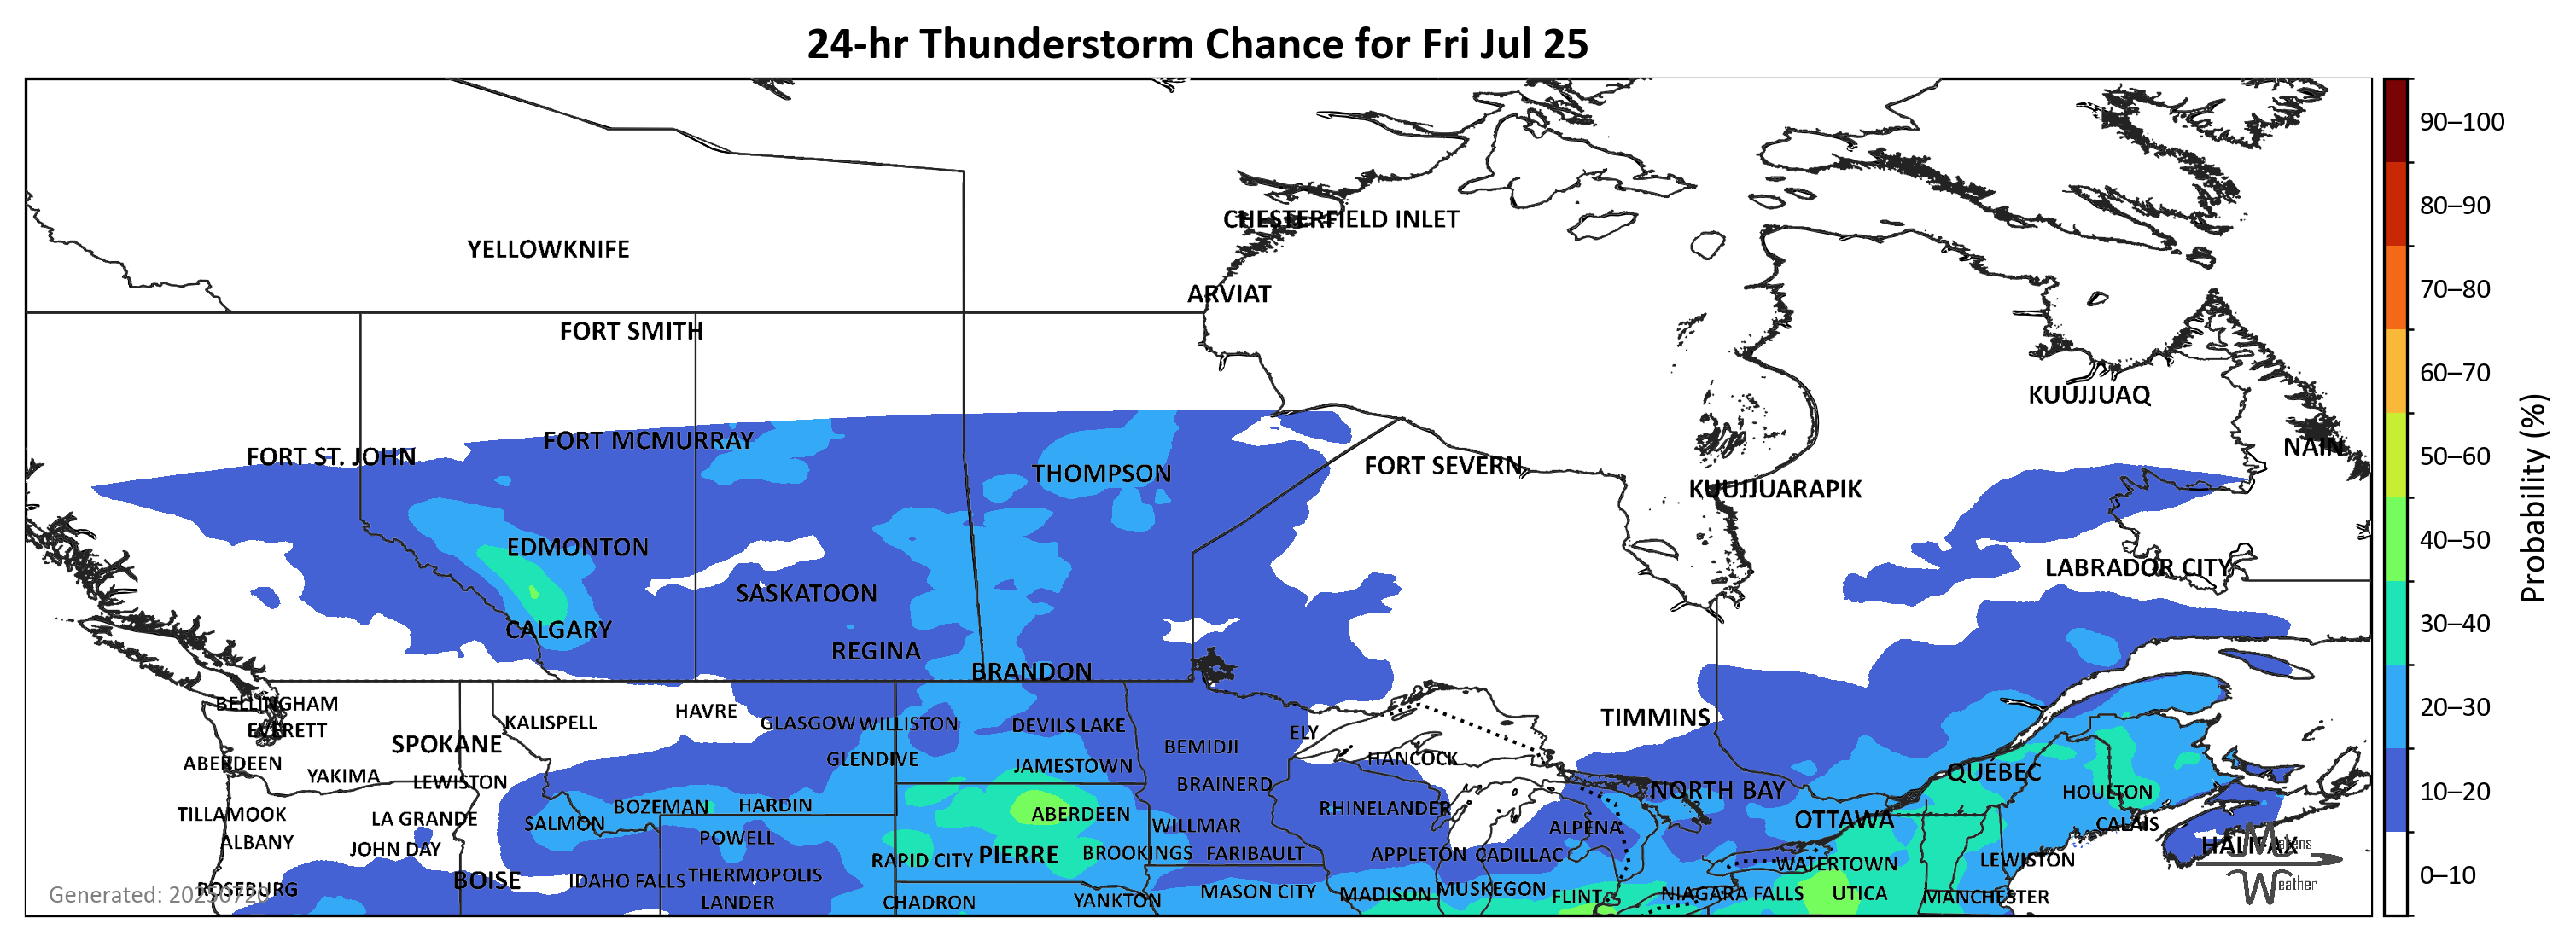 24-hr Thunderstorm Chance for Fri Jul 25
90–100
CHESTERFIELD INLET
80–90
YELLOWKNIFE
ARVIAT
70–80
FORT SMITH
60–70
KUUJJUAQ
FORT MCMURRAY
NAIN
FORT ST. JOHN
50–60
THOMPSON
FORT SEVERN
KUUJJUARAPIK
EDMONTON
40–50
LABRADOR CITY
Probability (%)
SASKATOON
CALGARY
30–40
REGINA
BRANDON
BELLINGHAM
HAVRE
20–30
EVERETT
KALISPELL
GLASGOW
WILLISTON
DEVILS LAKE
TIMMINS
SPOKANE
BEMIDJI
ELY
ABERDEEN
GLENDIVE
JAMESTOWN
HANCOCK
YAKIMA
LEWISTON
BRAINERD
NORTH BAY
QUÉBEC
HOULTON
10–20
TILLAMOOK
LA GRANDE
SALMON
BOZEMAN
HARDIN
ABERDEEN
WILLMAR
RHINELANDER
ALPENA
OTTAWA
CALAIS
ALBANY
JOHN DAY
POWELL
RAPID CITY
PIERRE
BROOKINGS
FARIBAULT
APPLETON
CADILLAC
WATERTOWN
LEWISTON
HALIFAX
Makens
Weather
ROSEBURG
BOISE
IDAHO FALLS
THERMOPOLIS
0–10
Generated: 20250720
LANDER
CHADRON
YANKTON
MASON CITY
MADISON
MUSKEGON
FLINT
NIAGARA FALLS
UTICA
MANCHESTER